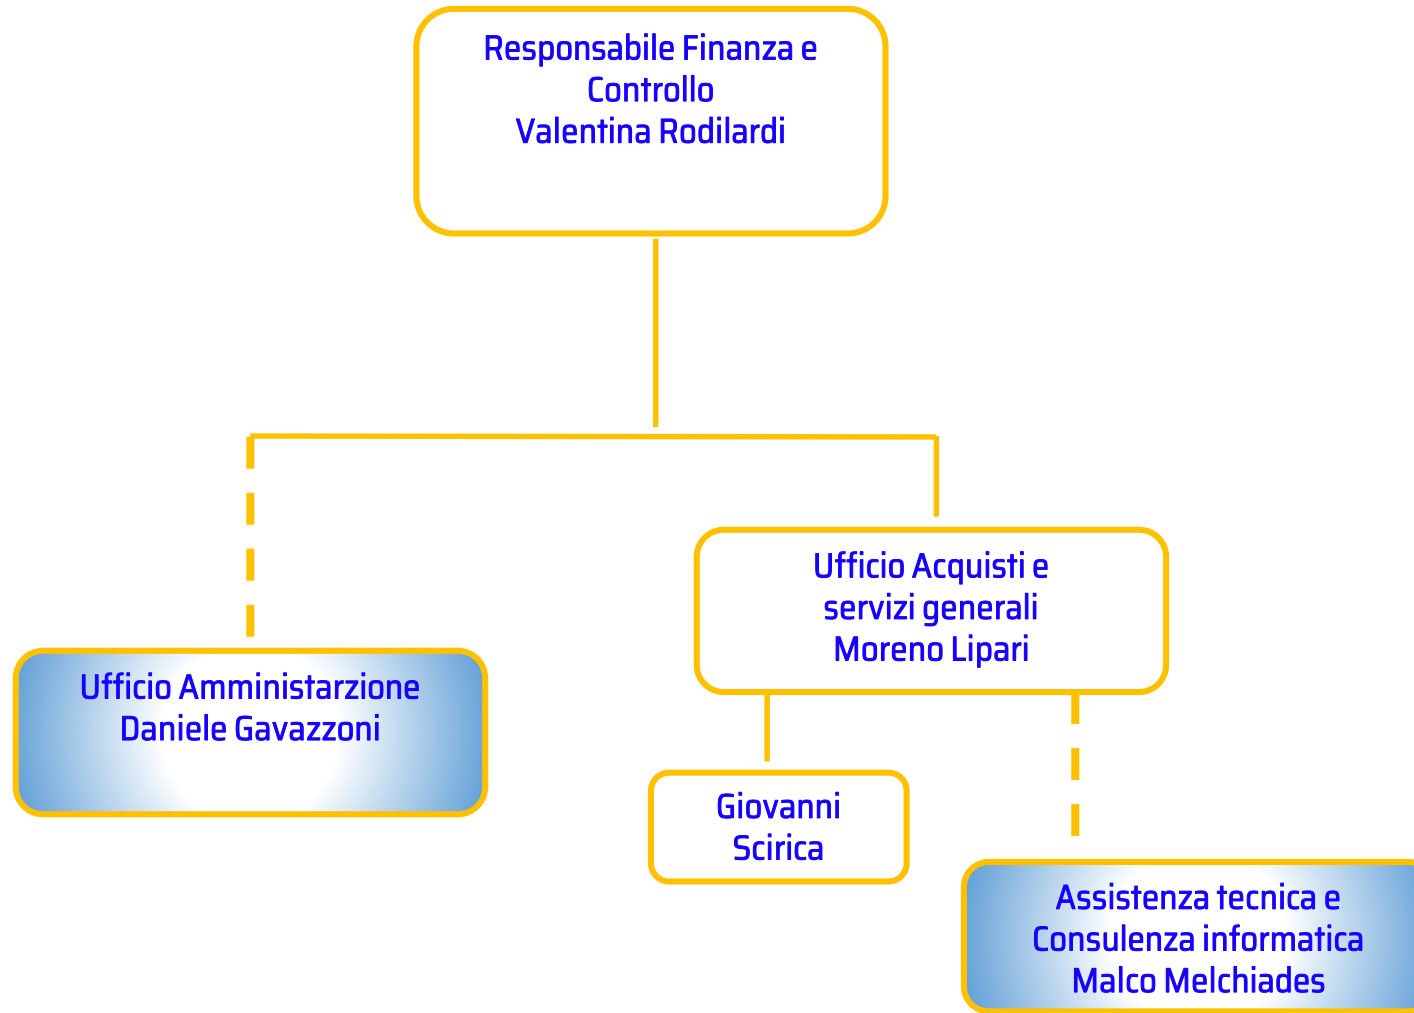 Responsabile Finanza e
Controllo
Valentina Rodilardi
Ufficio Acquisti e
servizi generali
Moreno Lipari
Ufficio Amministarzione
Daniele Gavazzoni
Giovanni
Scirica
Assistenza tecnica e
Consulenza informatica
Malco Melchiades